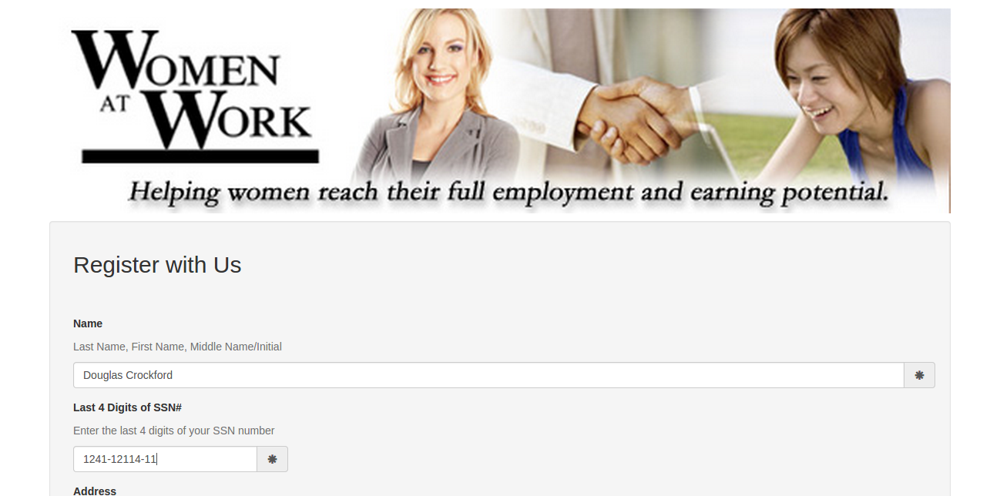 WOMEN
AT WORK
Helping women reach their full employment and earning potential.
Register with Us
Name
Last Name, First Name, Middle Name/Initial
Douglas Crockford
Last 4 Digits of SSN#
Enter the last 4 digits of your SSN number
1241-12114-11
Address